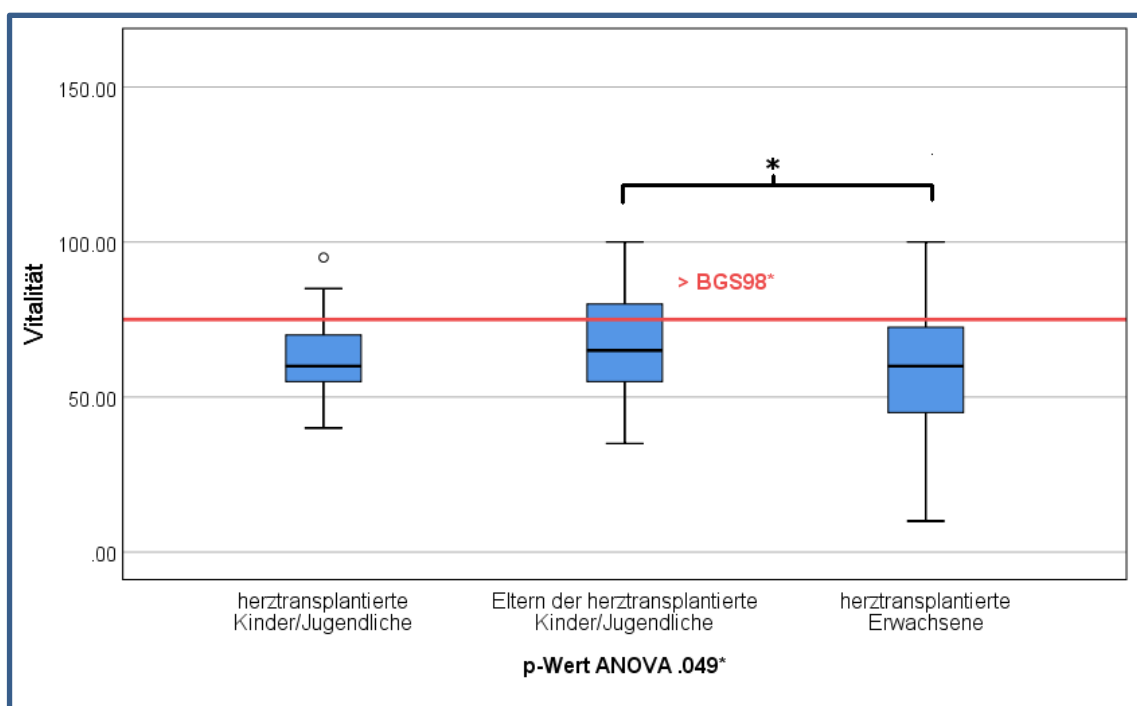 150.00
*
100.00
> BGS98*
Vitalität
50.00
.00
herztransplantierte
Kinder/Jugendliche
Eltern der herztransplantierte
Kinder/Jugendliche
herztransplantierte
Erwachsene
p-Wert ANOVA .049*